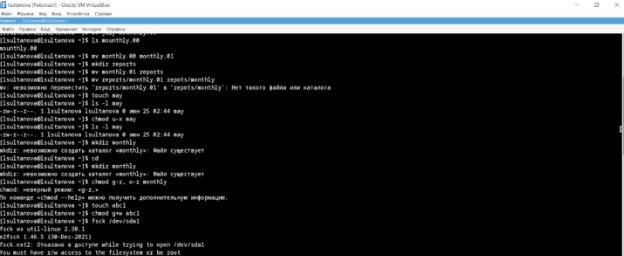 lsultanova [Работает] - Oracle VM VirtualBox
Файл Машина Вид Ввод Устройства Справка
Файл Правка Вид Терминал Вкладки Справка
[lsultanova@lsultanova ~]$ ls mounthly.00
mounthly.00
[lsultanova@lsultanova ~]$ mv monthly.00 monthly.01
[lsultanova@lsultanova ~]$ mkdir reports
[lsultanova@lsultanova ~]$ mv monthly.01 reports
[lsultanova@lsultanova ~]$ mv reports/monthly.01 repots/monthly
mv: невозможно переместить 'reports/monthly.01' в 'repots/monthly': Нет такого файла или каталога
[lsultanova@lsultanova ~]$ touch may
[lsultanova@lsultanova ~]$ ls -l may
-rw-r--r--. 1 lsultanova lsultanova 0 июн 25 02:44 may
[lsultanova@lsultanova ~]$ chmod u-x may
[lsultanova@lsultanova ~]$ ls -l may
-rw-r--r--. 1 lsultanova lsultanova 0 июн 25 02:44 may
[lsultanova@lsultanova ~]$ mkdir monthly
mkdir: невозможно создать каталог «monthly»: Файл существует
[lsultanova@lsultanova ~]$ cd
[lsultanova@lsultanova ~]$ mkdir monthly
mkdir: невозможно создать каталог «monthly»: Файл существует
[lsultanova@lsultanova ~]$ chmod g-r, o-r monthly
chmod: неверный режим: «g-r,»
По команде «chmod --help» можно получить дополнительную информацию.
[lsultanova@lsultanova ~]$ touch abc1
[lsultanova@lsultanova ~]$ chmod g+w abc1
[lsultanova@lsultanova ~]$ fsck /dev/sda1
fsck из util-linux 2.38.1
e2fsck 1.46.5 (30-Dec-2021)
fsck.ext2: Отказано в доступе while trying to open /dev/sda1
You must have r/w access to the filesystem or be root